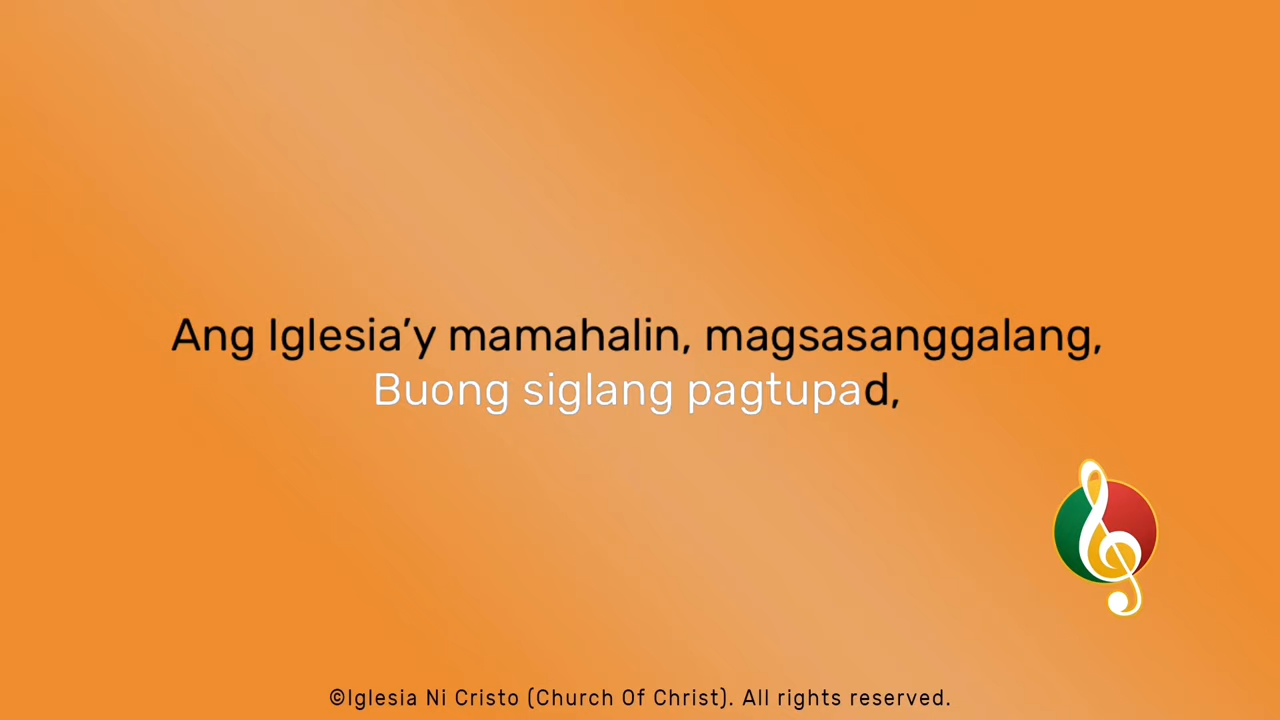 Ang Iglesia’y mamahalin, magsasanggalang,
Buong siglang pagtupad,
©Iglesia Ni Cristo (Church Of Christ). All rights reserved.